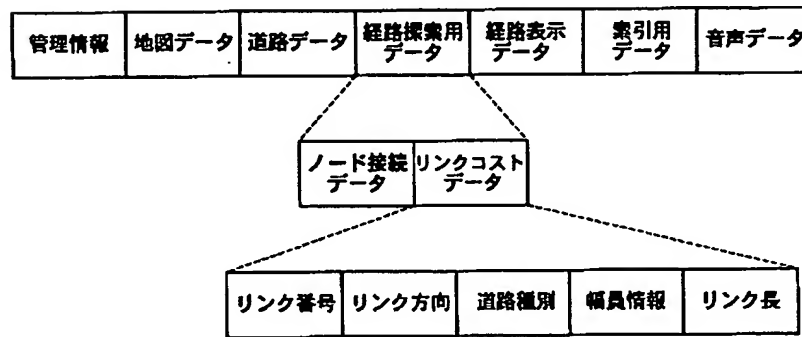 管理情報
地図データ
道路データ
経路探索用
データ
経路表示
データ
索引用
データ
音声データ
ノード接続
データ
リンクコスト
データ
リンク番号
リンク方向
道路種別
幅員情報
リンク長